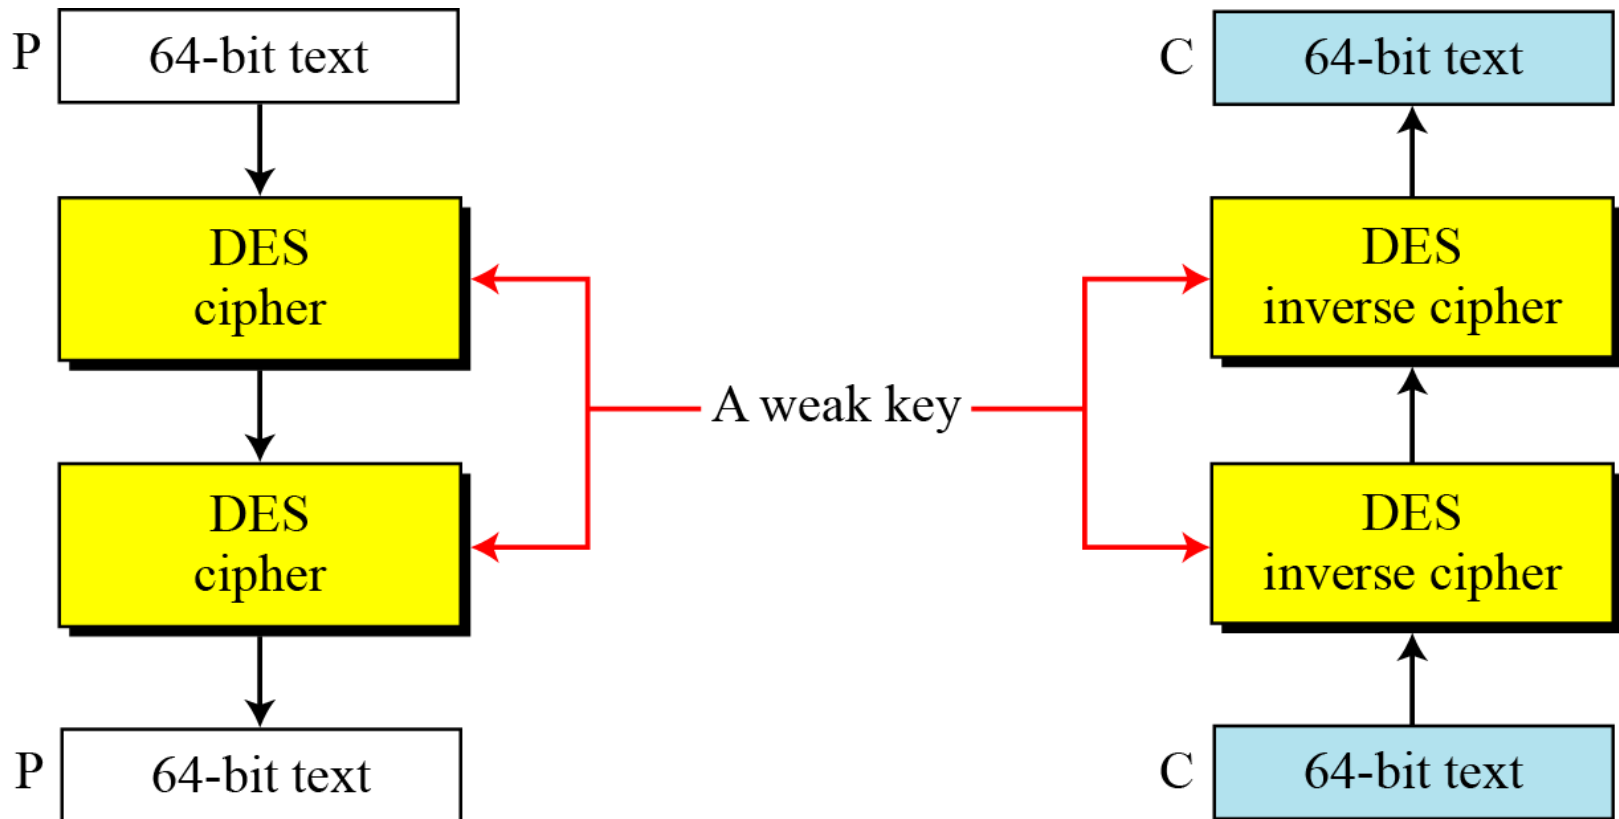 P
64-bit text
DES
cipher
DES
cipher
P
64-bit text
A weak key
C
64-bit text
DES
inverse cipher
DES
inverse cipher
C
64-bit text